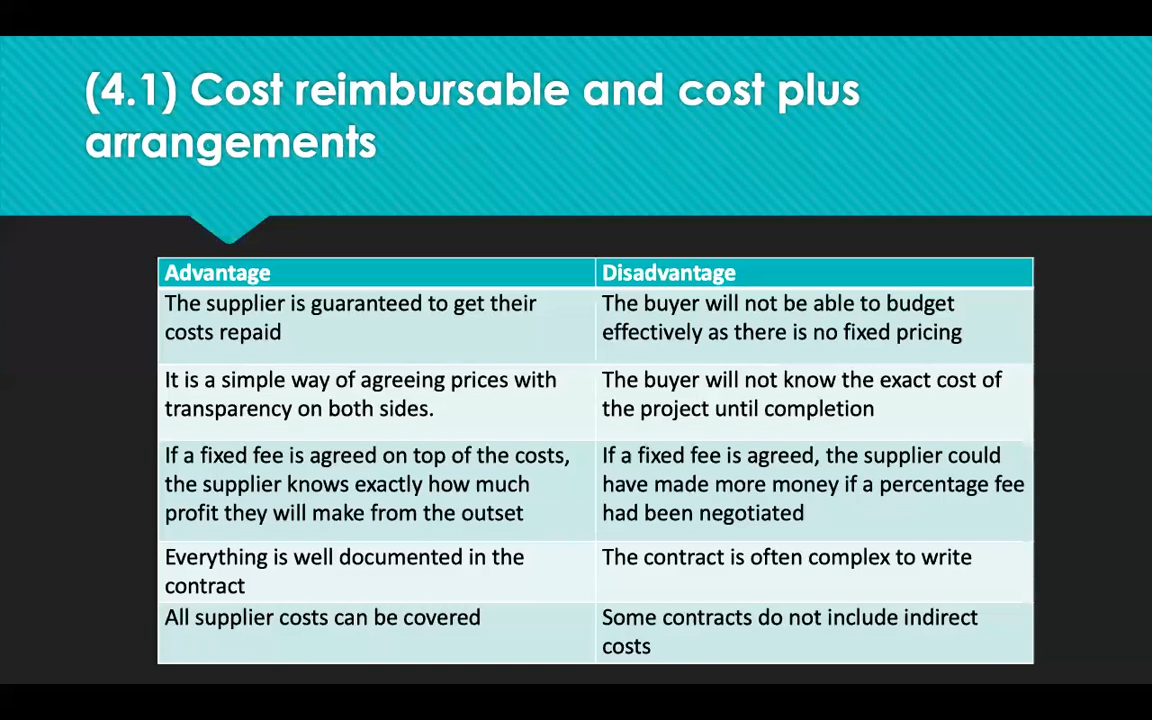 (4.1) Cost reimbursable and cost plus
arrangements
Advantage
Disadvantage
The supplier is guaranteed to get their
costs repaid
The buyer will not be able to budget
effectively as there is no fixed pricing
It is a simple way of agreeing prices with
transparency on both sides.
The buyer will not know the exact cost of
the project until completion
If a fixed fee is agreed on top of the costs,
the supplier knows exactly how much
profit they will make from the outset
If a fixed fee is agreed, the supplier could
have made more money if a percentage fee
had been negotiated
Everything is well documented in the
contract
The contract is often complex to write
All supplier costs can be covered
Some contracts do not include indirect
costs